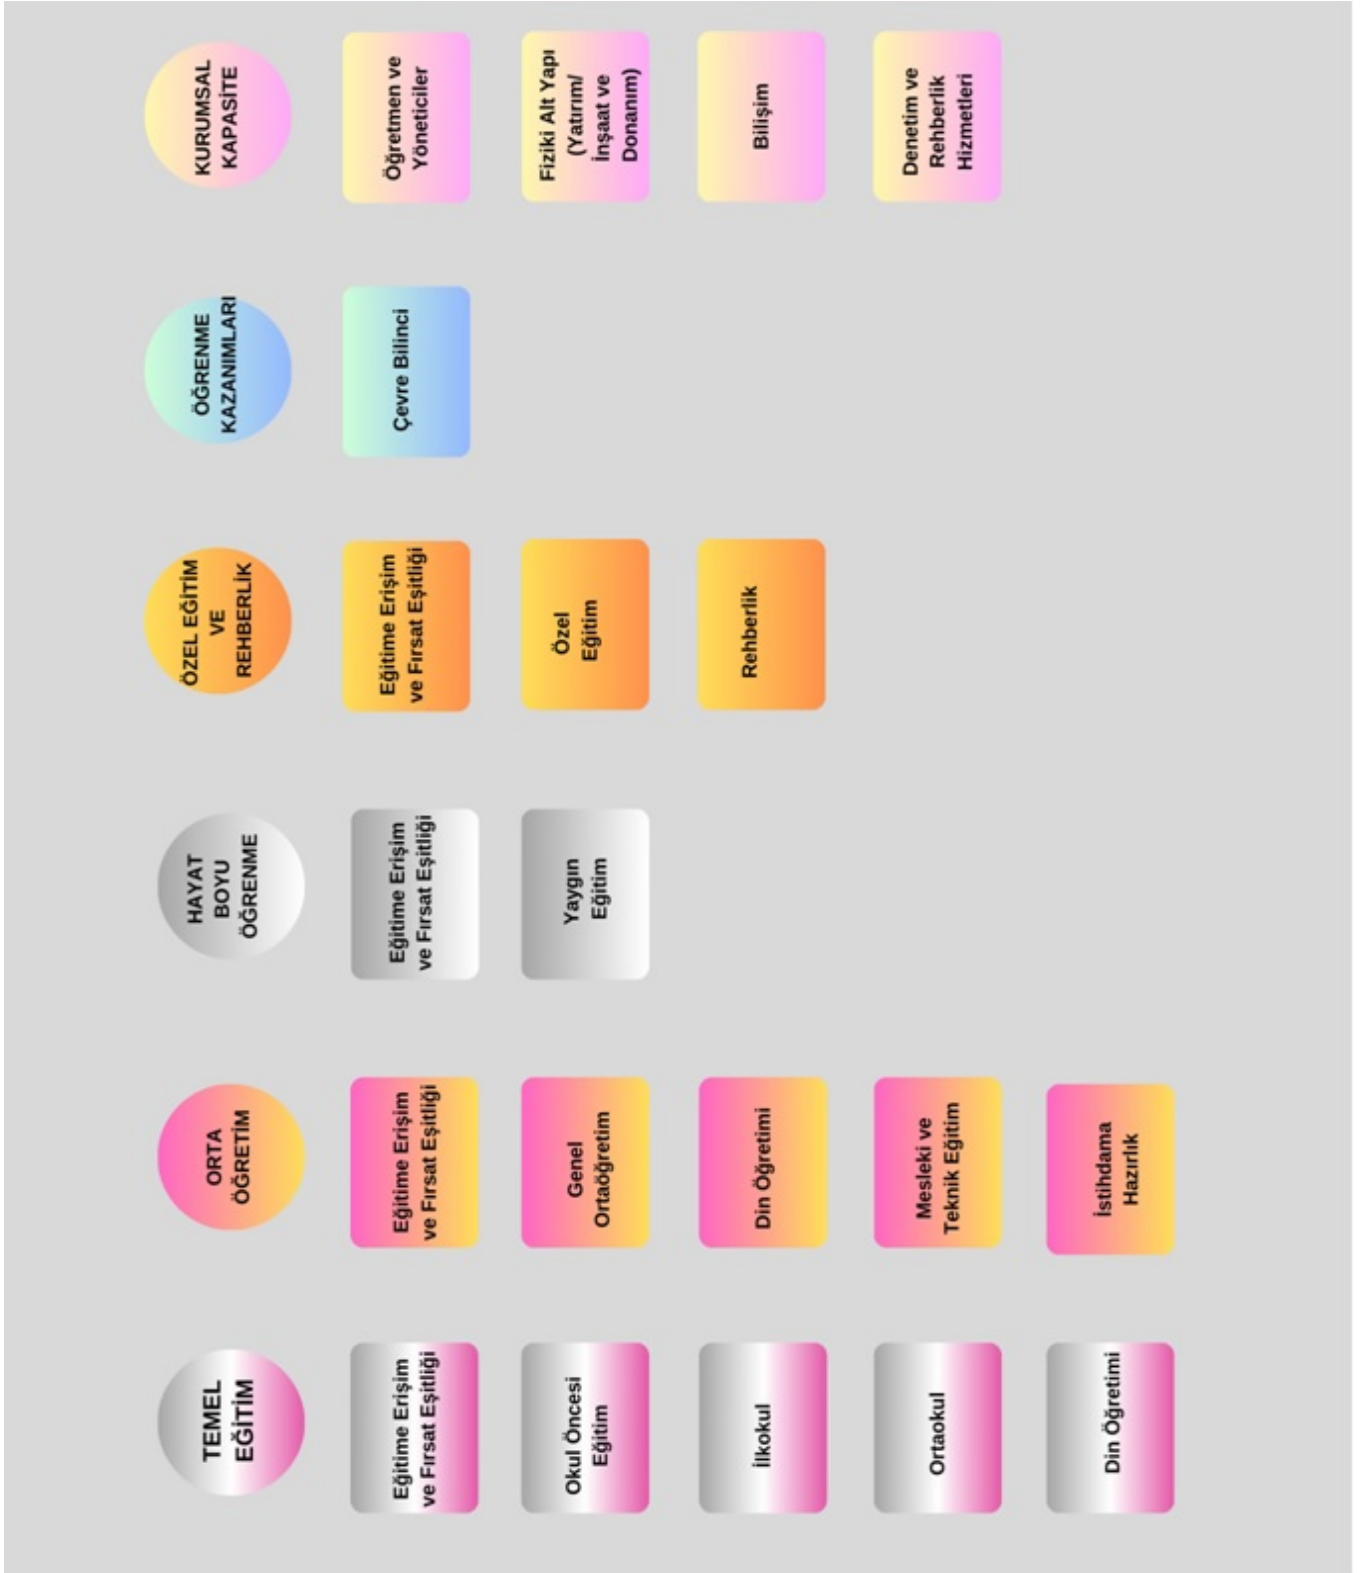 TEMEL
EĞİTİM
Eğitime Erişim
ve Fırsat Eşitliği
Okul Öncesi
Eğitim
İlkokul
Ortaokul
Din Öğretimi
ORTA
ÖĞRETİM
Eğitime Erişim
ve Fırsat Eşitliği
Genel
Ortaöğretim
Din Öğretimi
Mesleki ve
Teknik Eğitim
İstihdama
Hazırlık
HAYAT
BOYU
ÖĞRENME
Eğitime Erişim
ve Fırsat Eşitliği
Yaygın
Eğitim
ÖZEL EĞİTİM
VE
REHBERLİK
Eğitime Erişim
ve Fırsat Eşitliği
Özel
Eğitim
Rehberlik
ÖĞRENME
KAZANIMLARI
Çevre Bilinci
KURUMSAL
KAPASİTE
Öğretmen ve
Yöneticiler
Fiziki Alt Yapı
(Yatırım/
İnşaat ve
Donanım)
Bilişim
Denetim ve
Rehberlik
Hizmetleri